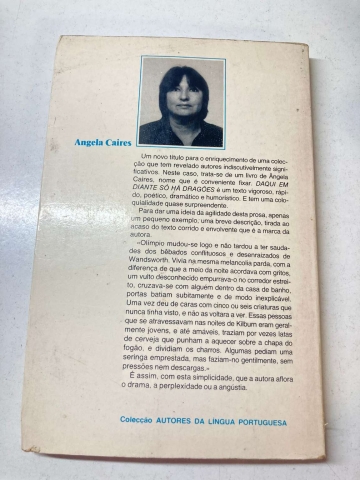 Angela Caires
Um novo título para o enriquecimento de uma colec-
ção que tem revelado autores indiscutivelmente signi-
ficativos. Neste caso, trata-se de um livro de Ângela
Caires, nome que é conveniente fixar. DAQUI EM
DIANTE SÓ HÁ DRAGÕES é um texto vigoroso, rápi-
do, poético, dramático e humorístico. E tem uma colo-
quialidade quase surpreendente.
Para dar uma ideia da agilidade desta prosa, apenas
um pequeno exemplo, uma breve descrição, tirada ao
acaso do texto corrido e envolvente que é a marca da
autora.
«Olímpio mudou-se logo e não tardou a ter sauda-
des dos bêbados conflituosos e desenraizados de
Wandsworth. Vivia na mesma melancolia parda, com a
diferença de que a meio da noite acordava com gritos,
um vulto desconhecido empurrava-o no corredor estrei-
to, cruzava-se com alguém dentro da casa de banho,
portas batiam subitamente e de modo inexplicável.
Uma vez deu de caras com cinco ou seis criaturas que
nunca tinha visto, e não as voltara a ver. Essas pessoas
que se atravessavam nas noites de Kilburn eram geral-
mente jovens, e até amáveis, traziam por vezes latas
de cerveja que punham a aquecer sobre a chapa do
fogão, e dividiam os charros. Algumas pediam uma
seringa emprestada, mas faziam-no gentilmente, sem
pressões nem descargas.»
É assim, com esta simplicidade, que a autora aflora
o drama, a perplexidade ou a angústia.
Colecção AUTORES DA LÍNGUA PORTUGUESA